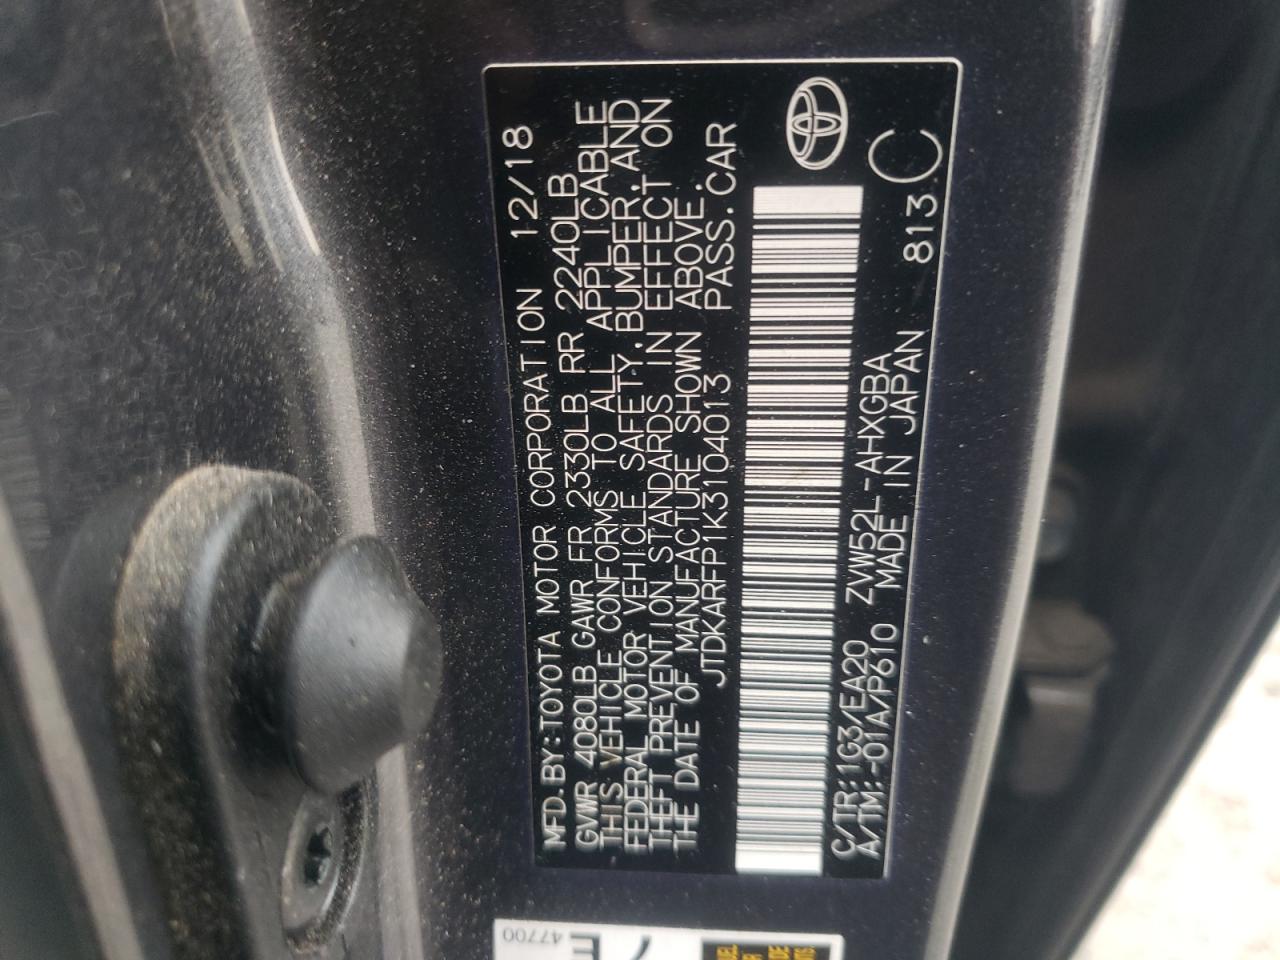 MFD.BY:TOYOTA MOTOR CORPORATION 12/18
GVWR 4080LB GAWR FR 2330LB RR 2240LB
THIS VEHICLE CONFORMS TO ALL APPLICABLE
FEDERAL MOTOR VEHICLE SAFETY,BUMPER,AND
THEFT PREVENTION STANDARDS IN EFFECT ON
THE DATE OF MANUFACTURE SHOWN ABOVE.
JTDKARFP1K3104013 PASS.CAR
C/TR:1G3/EA20 ZVW52L-AHXGBA
A/TM:-01A/P610 MADE IN JAPAN 813
C
47700